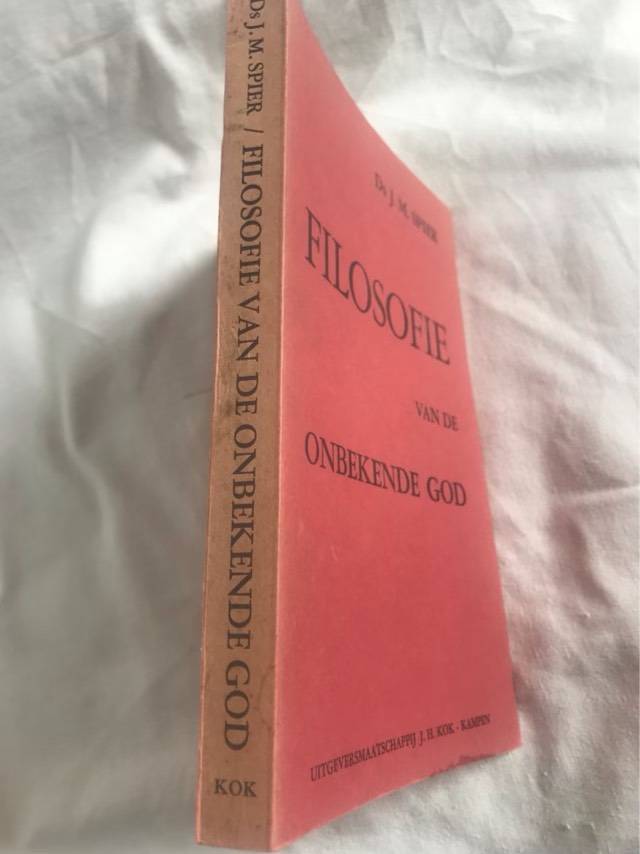 Ds J. M. SPIER / FILOSOFIE VAN DE ONBEKENDE GOD
KOK
Ds J. M. SPIER
FILOSOFIE
VAN DE
ONBEKENDE GOD
UITGEVERSMAATSCHAPPIJ J. H. KOK - KAMPEN